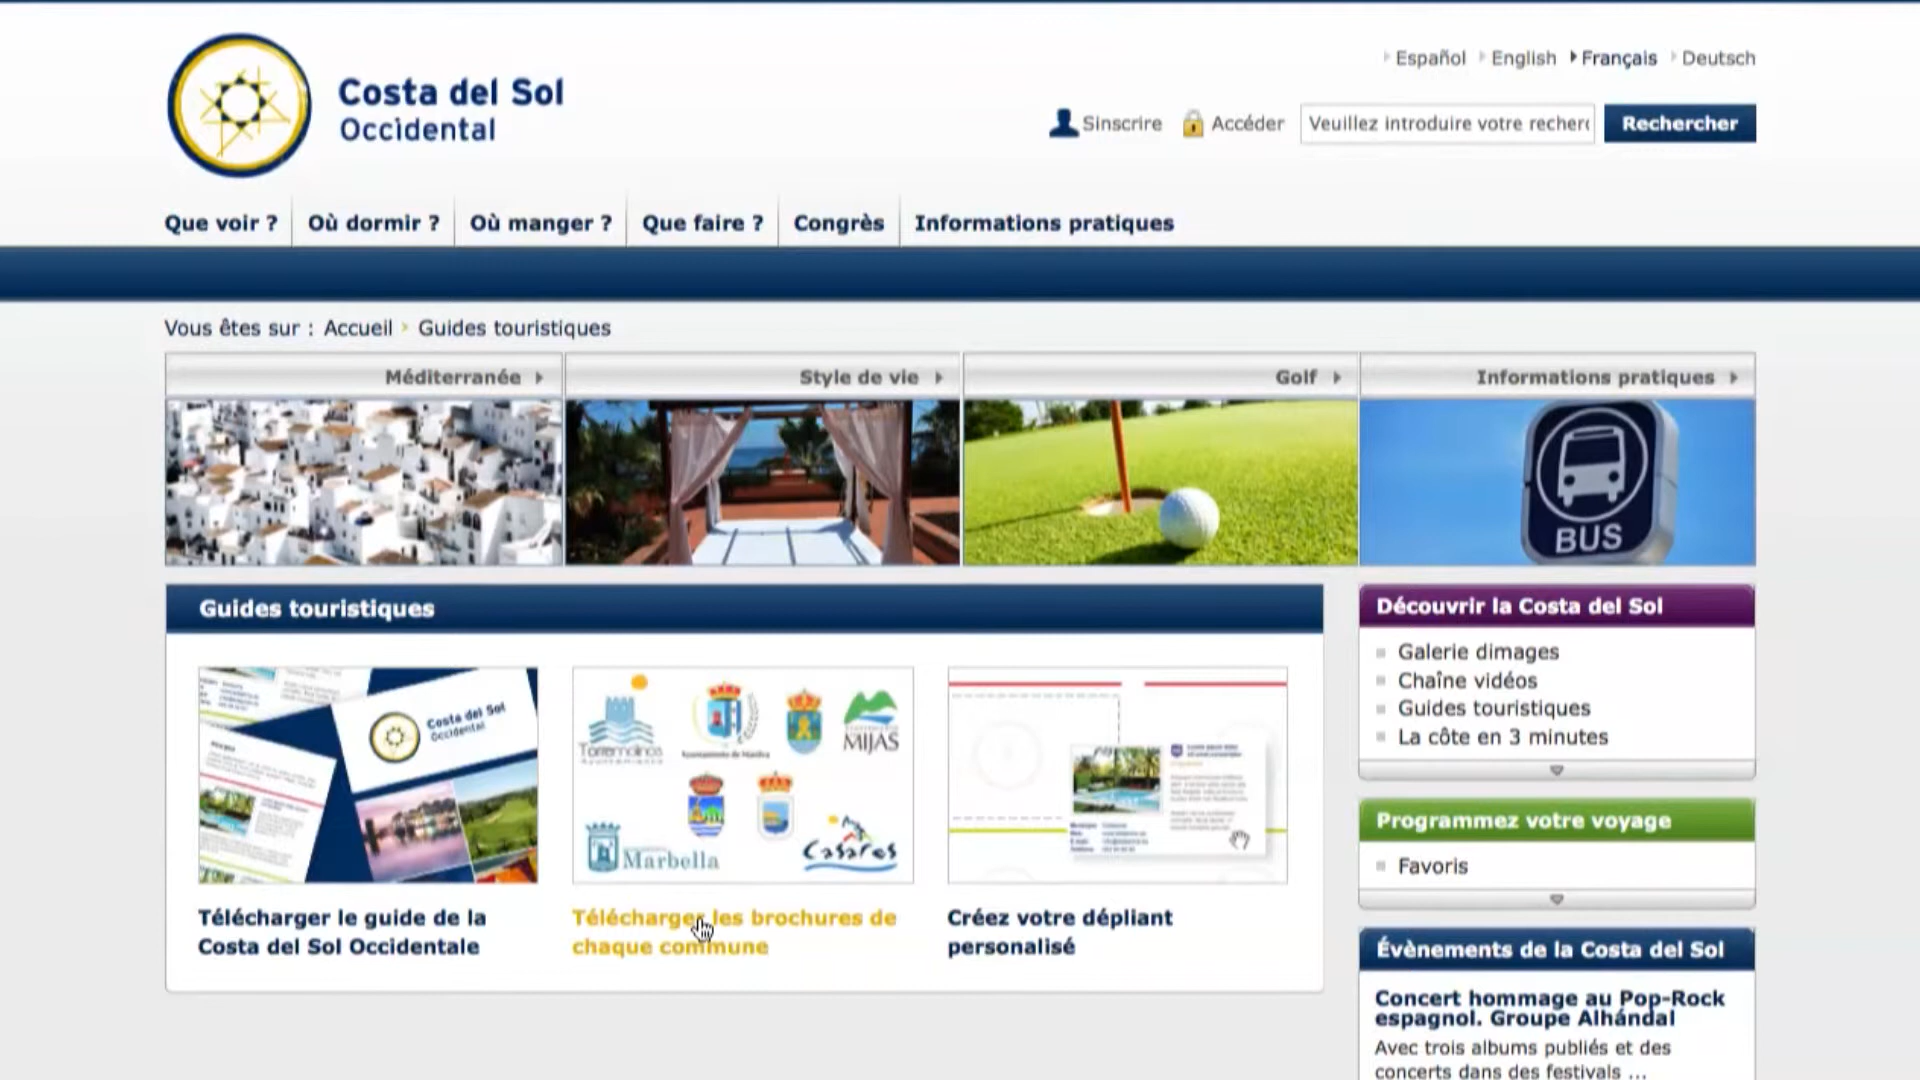 Español English Français Deutsch
Costa del Sol
Occidental
Sinscrire Accéder Veuillez introduire votre recher Rechercher
Que voir ? Où dormir ? Où manger ? Que faire ? Congrès Informations pratiques
Vous êtes sur : Accueil Guides touristiques
Méditerranée Style de vie Golf Informations pratiques
BUS
Guides touristiques
Costa del Sol
Occidental
Torremolinos
Ayuntamiento de Manilva
MIJAS
Marbella
Casares
Télécharger le guide de la
Costa del Sol Occidentale
Télécharger les brochures de
chaque commune
Créez votre dépliant
personalisé
Découvrir la Costa del Sol
Galerie dimages
Chaîne vidéos
Guides touristiques
La côte en 3 minutes
Programmez votre voyage
Favoris
Évènements de la Costa del Sol
Concert hommage au Pop-Rock
espagnol. Groupe Alhándal
Avec trois albums publiés et des
concerts dans des festivals ...